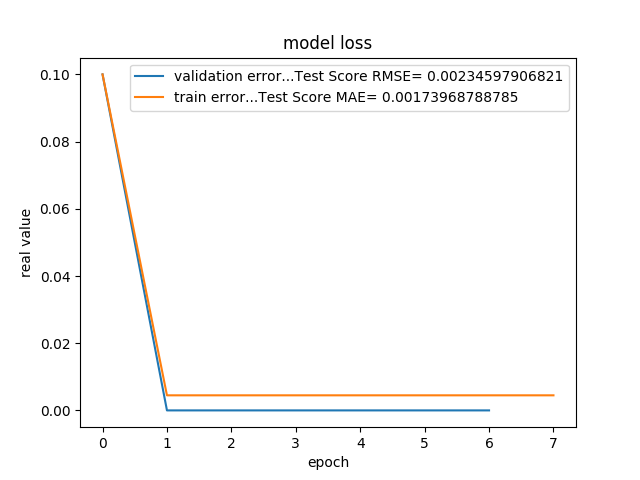 model loss
validation error...Test Score RMSE= 0.00234597906821
train error...Test Score MAE= 0.00173968788785
real value
0.10
0.08
0.06
0.04
0.02
0.00
0 1 2 3 4 5 6 7
epoch